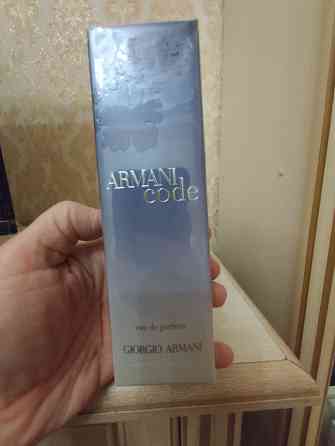 ARMANI
code
eau de parfum
GIORGIO ARMANI